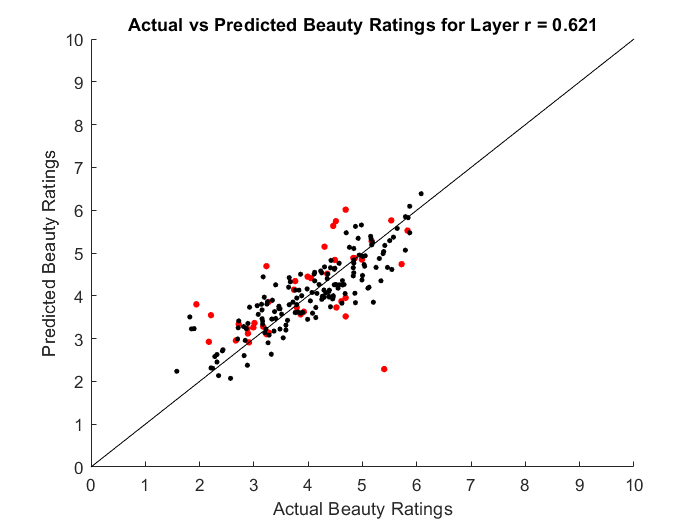 Actual vs Predicted Beauty Ratings for Layer r = 0.621
10
9
8
7
6
5
4
3
2
1
0
Predicted Beauty Ratings
0 1 2 3 4 5 6 7 8 9 10
Actual Beauty Ratings